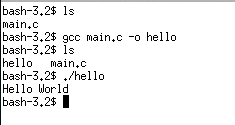 bash-3.2$ ls
main.c
bash-3.2$ gcc main.c -o hello
bash-3.2$ ls
hello   main.c
bash-3.2$ ./hello
Hello World
bash-3.2$